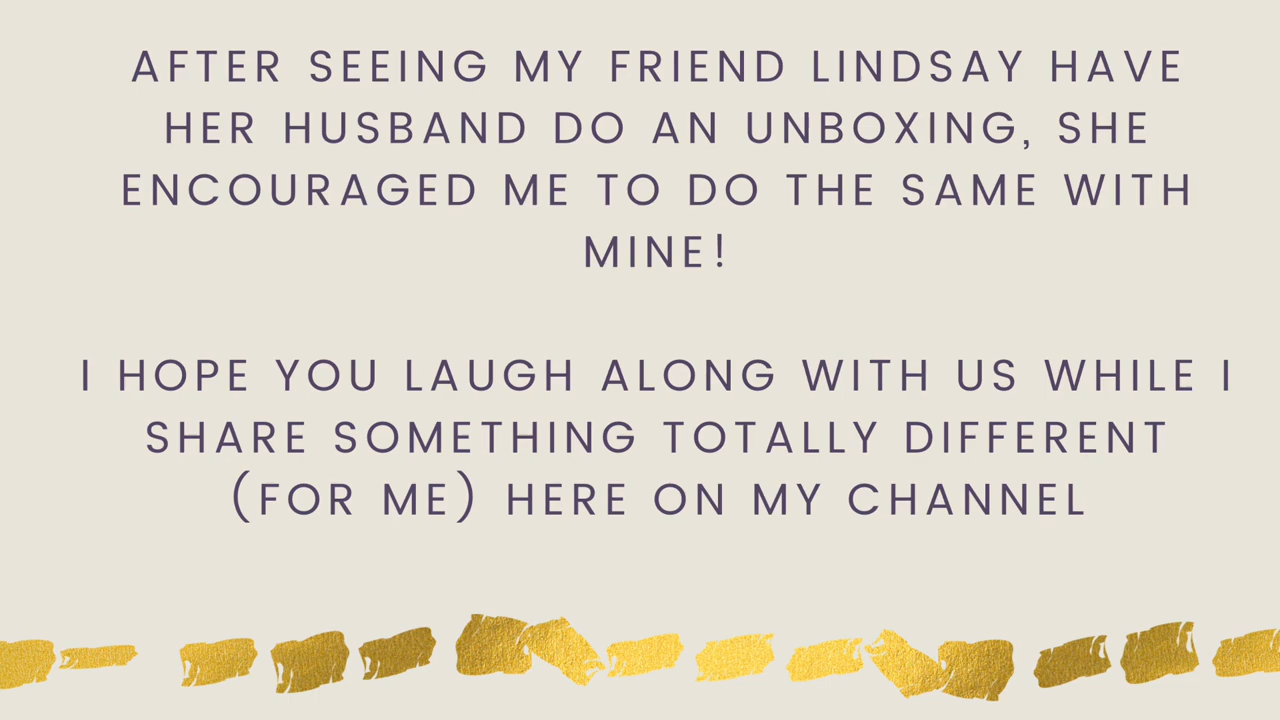 AFTER SEEING MY FRIEND LINDSAY HAVE
HER HUSBAND DO AN UNBOXING, SHE
ENCOURAGED ME TO DO THE SAME WITH
MINE!
I HOPE YOU LAUGH ALONG WITH US WHILE I
SHARE SOMETHING TOTALLY DIFFERENT
(FOR ME) HERE ON MY CHANNEL